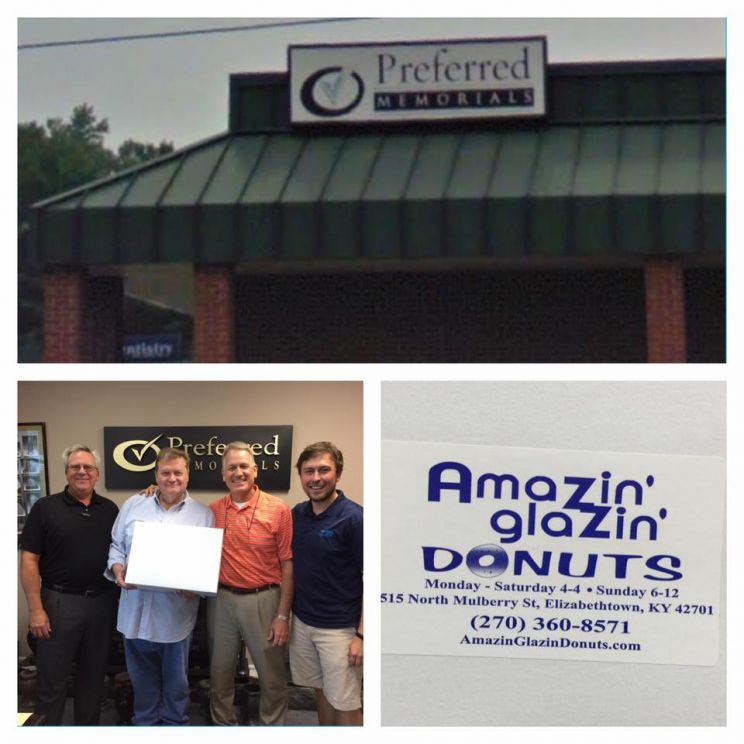 Preferred
MEMORIALS
ntistry
Preferred
MEMORIALS
Amazin'
glazin'
DONUTS
Monday - Saturday 4-4 • Sunday 6-12
515 North Mulberry St, Elizabethtown, KY 42701
(270) 360-8571
AmazinGlazinDonuts.com